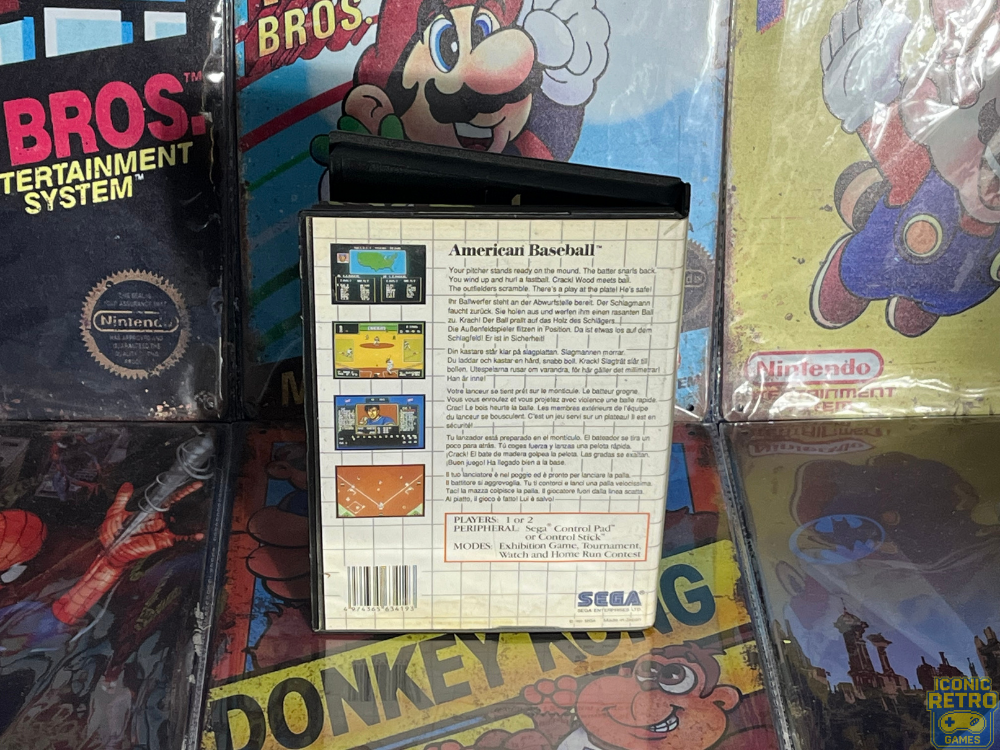 BROS.
BROS.™
TERTAINMENT
SYSTEM™
Nintendo
Nintendo
American Baseball™
Your pitcher stands ready on the mound. The batter snarls back.
You wind up and hurl a fastball. Crack! Wood meets ball.
The outfielders scramble. There's a play at the plate! He's safe!
Ihr Ballwerfer steht an der Abwurfstelle bereit. Der Schlagmann
faucht zurück. Sie holen aus und werfen ihm einen rasanten Ball
zu. Krach! Der Ball prallt auf das Holz des Schlägers.
Die Außenfeldspieler flitzen in Position. Da ist etwas los auf dem
Schlagfeld! Er ist in Sicherheit!
Din kastare står klar på slagplattan. Slagmannen morrar.
Du laddar och kastar en hård, snabb boll. Krack! Slagträt slår till
bollen. Utespelarna rusar om varandra, för här gäller det millimetrar!
Han är inne!
Votre lanceur se tient prêt sur le monticule. Le batteur grogne.
Vous vous enroulez et vous projetez avec violence une balle rapide.
Crac! Le bois heurte la balle. Les membres extérieurs de l'équipe
du lanceur se bousculent. C'est un jeu servi sur un plateau! Il est en
sécurité!
Tu lanzador está preparada en el montículo. El bateador se tira un
poco para atrás. Tú coges fuerza y lanzas una pelota rápida.
¡Crack! El bate de madera golpea la pelota. Las gradas se exaltan.
¡Buen juego! Ha llegado bien a la base.
Il tuo lanciatore è nel poggio ed è pronto per lanciare la palla.
Il battitore si aggroviglia. Tu ti contrai e lanci una palla velocissima.
Tac! la mazza colpisce la palla. Il giocatore fuori dalla linea scatta.
Al piatto, il gioco è fatto! Lui è salvo!
PLAYERS: 1 or 2
PERIPHERAL: Sega® Control Pad™
or Control Stick™
MODES: Exhibition Game, Tournament,
Watch and Home Run Contest
4 974365 634193
SEGA®
SEGA ENTERPRISES LTD.
DONKEY KONG
ICONIC
RETRO
GAMES